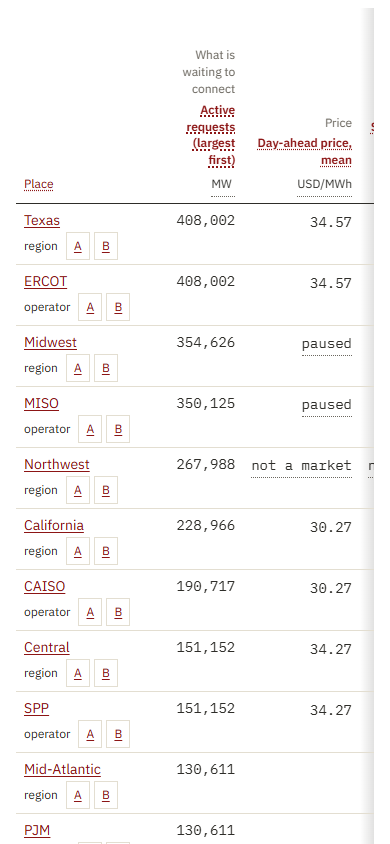 What is
waiting to
connect
Active
requests
(largest
first)
Price
Day-ahead price,
mean
Place
MW
USD/MWh
Texas 408,002 34.57
region A B
ERCOT 408,002 34.57
operator A B
Midwest 354,626 paused
region A B
MISO 350,125 paused
operator A B
Northwest 267,988 not a market
region A B
California 228,966 30.27
region A B
CAISO 190,717 30.27
operator A B
Central 151,152 34.27
region A B
SPP 151,152 34.27
operator A B
Mid-Atlantic 130,611
region A B
PJM 130,611